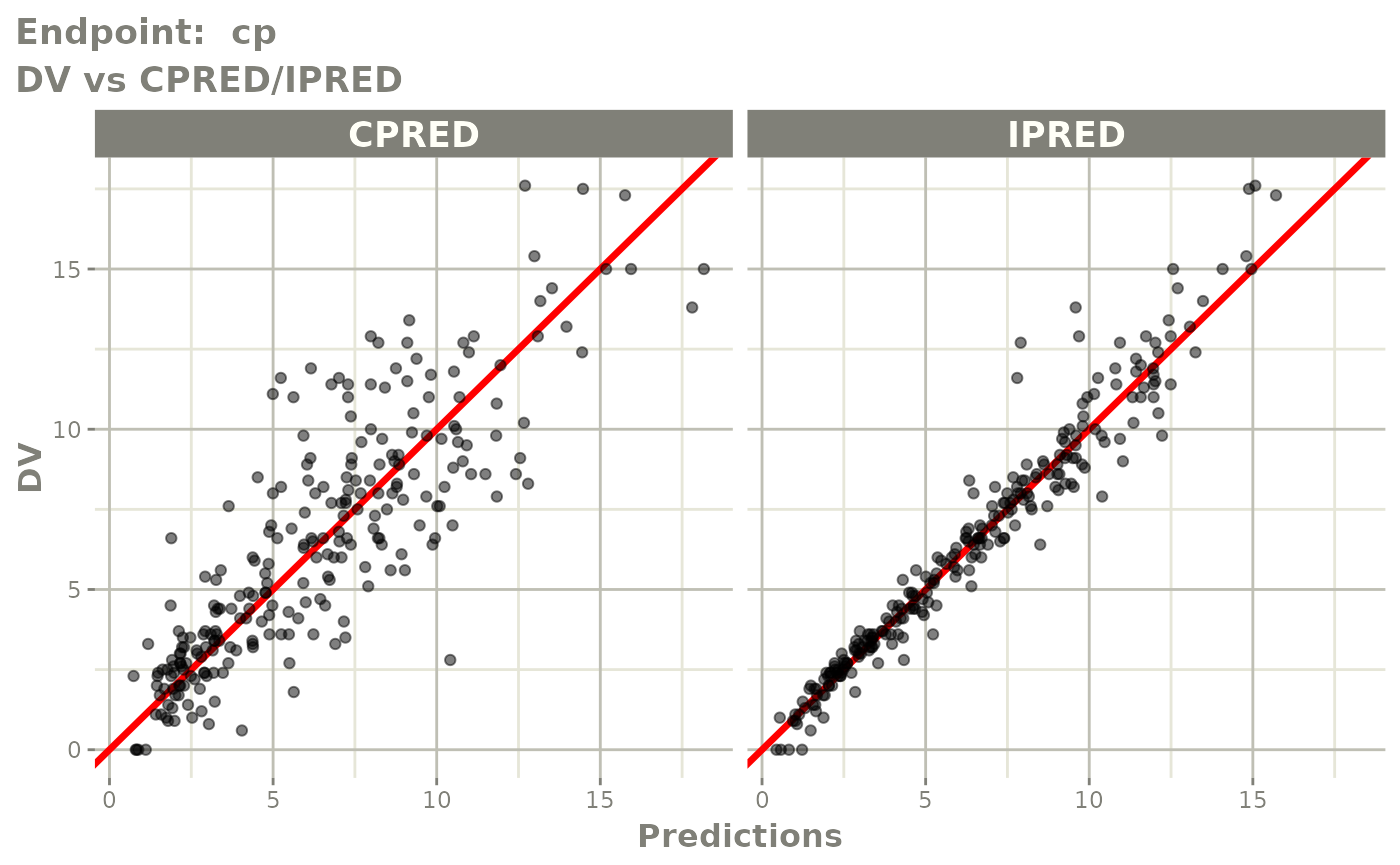 Endpoint:  cp
DV vs CPRED/IPRED
CPRED
IPRED
15
10
5
0
DV
0 5 10 15
0 5 10 15
Predictions